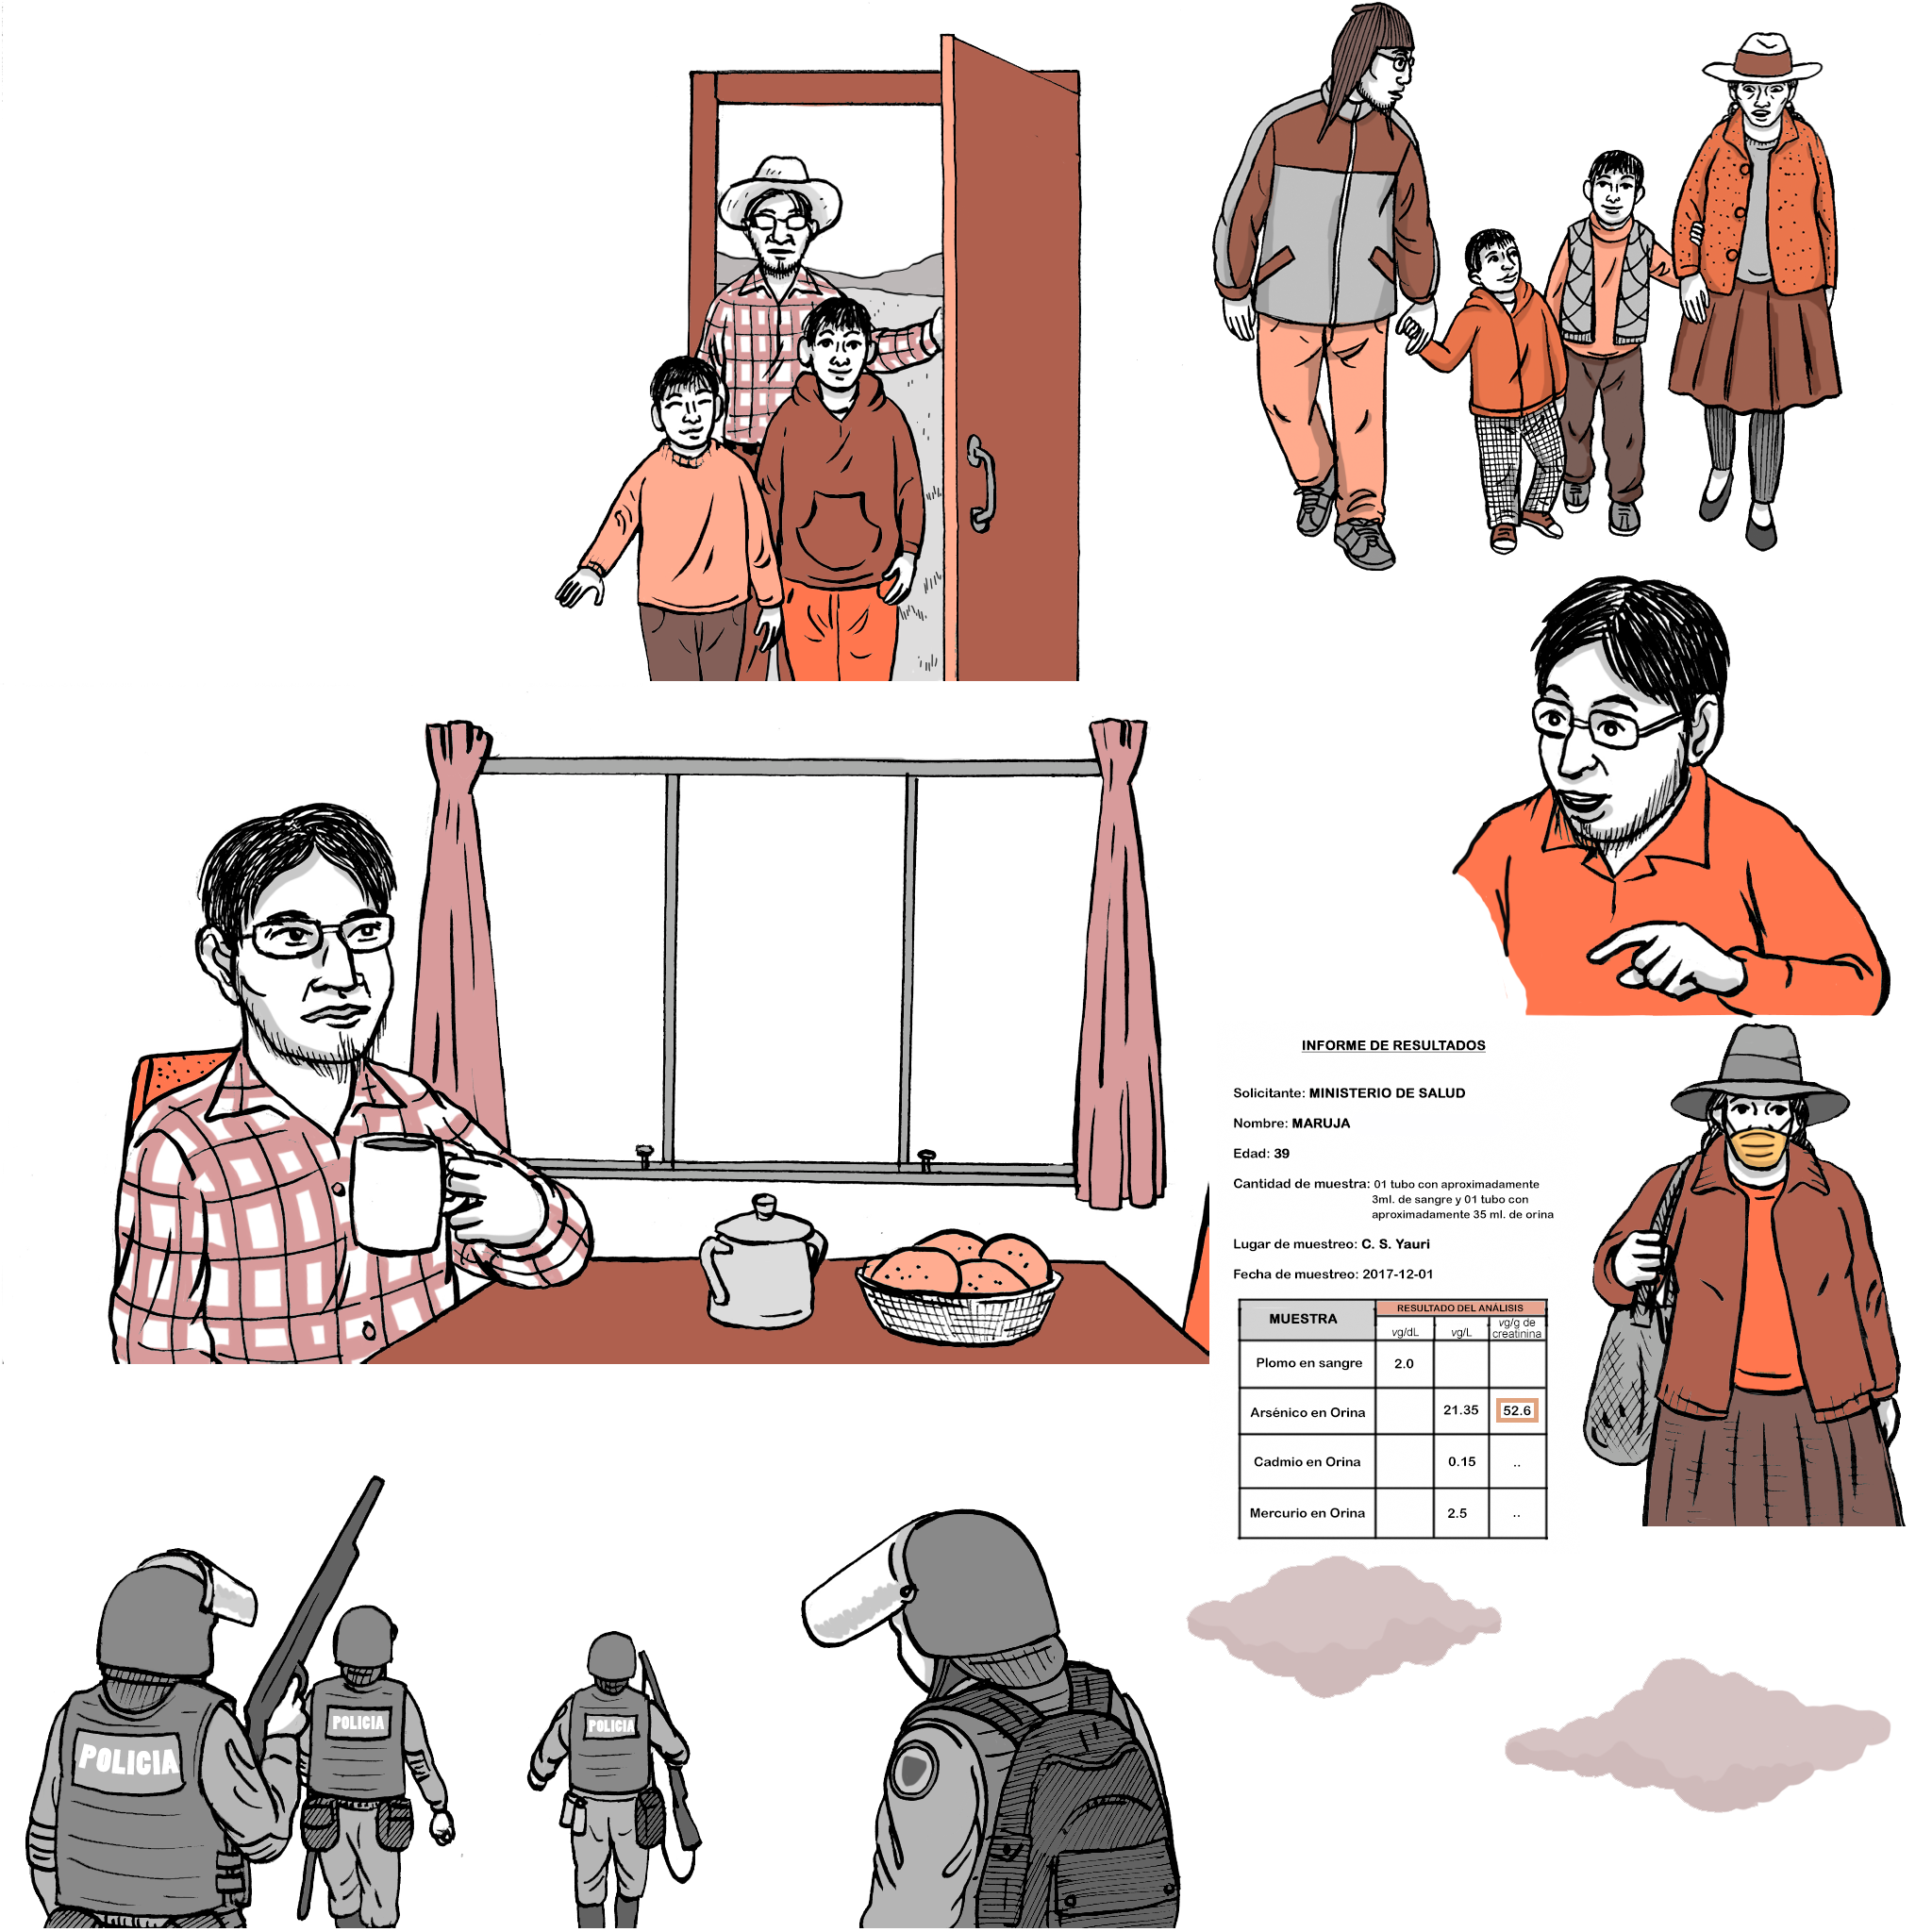 INFORME DE RESULTADOS
Solicitante: MINISTERIO DE SALUD
Nombre: MARUJA
Edad: 39
Cantidad de muestra: 01 tubo con aproximadamente
3ml. de sangre y 01 tubo con
aproximadamente 35 ml. de orina
Lugar de muestreo: C. S. Yauri
Fecha de muestreo: 2017-12-01
MUESTRA
RESULTADO DEL ANÁLISIS
vg/dL
vg/L
vg/g de
creatinina
Plomo en sangre 2.0
Arsénico en Orina 21.35 52.6
Cadmio en Orina 0.15 ..
Mercurio en Orina 2.5 ..
POLICIA
POLICIA
POLICIA